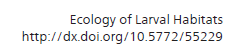 Ecology of Larval Habitats
http://dx.doi.org/10.5772/55229